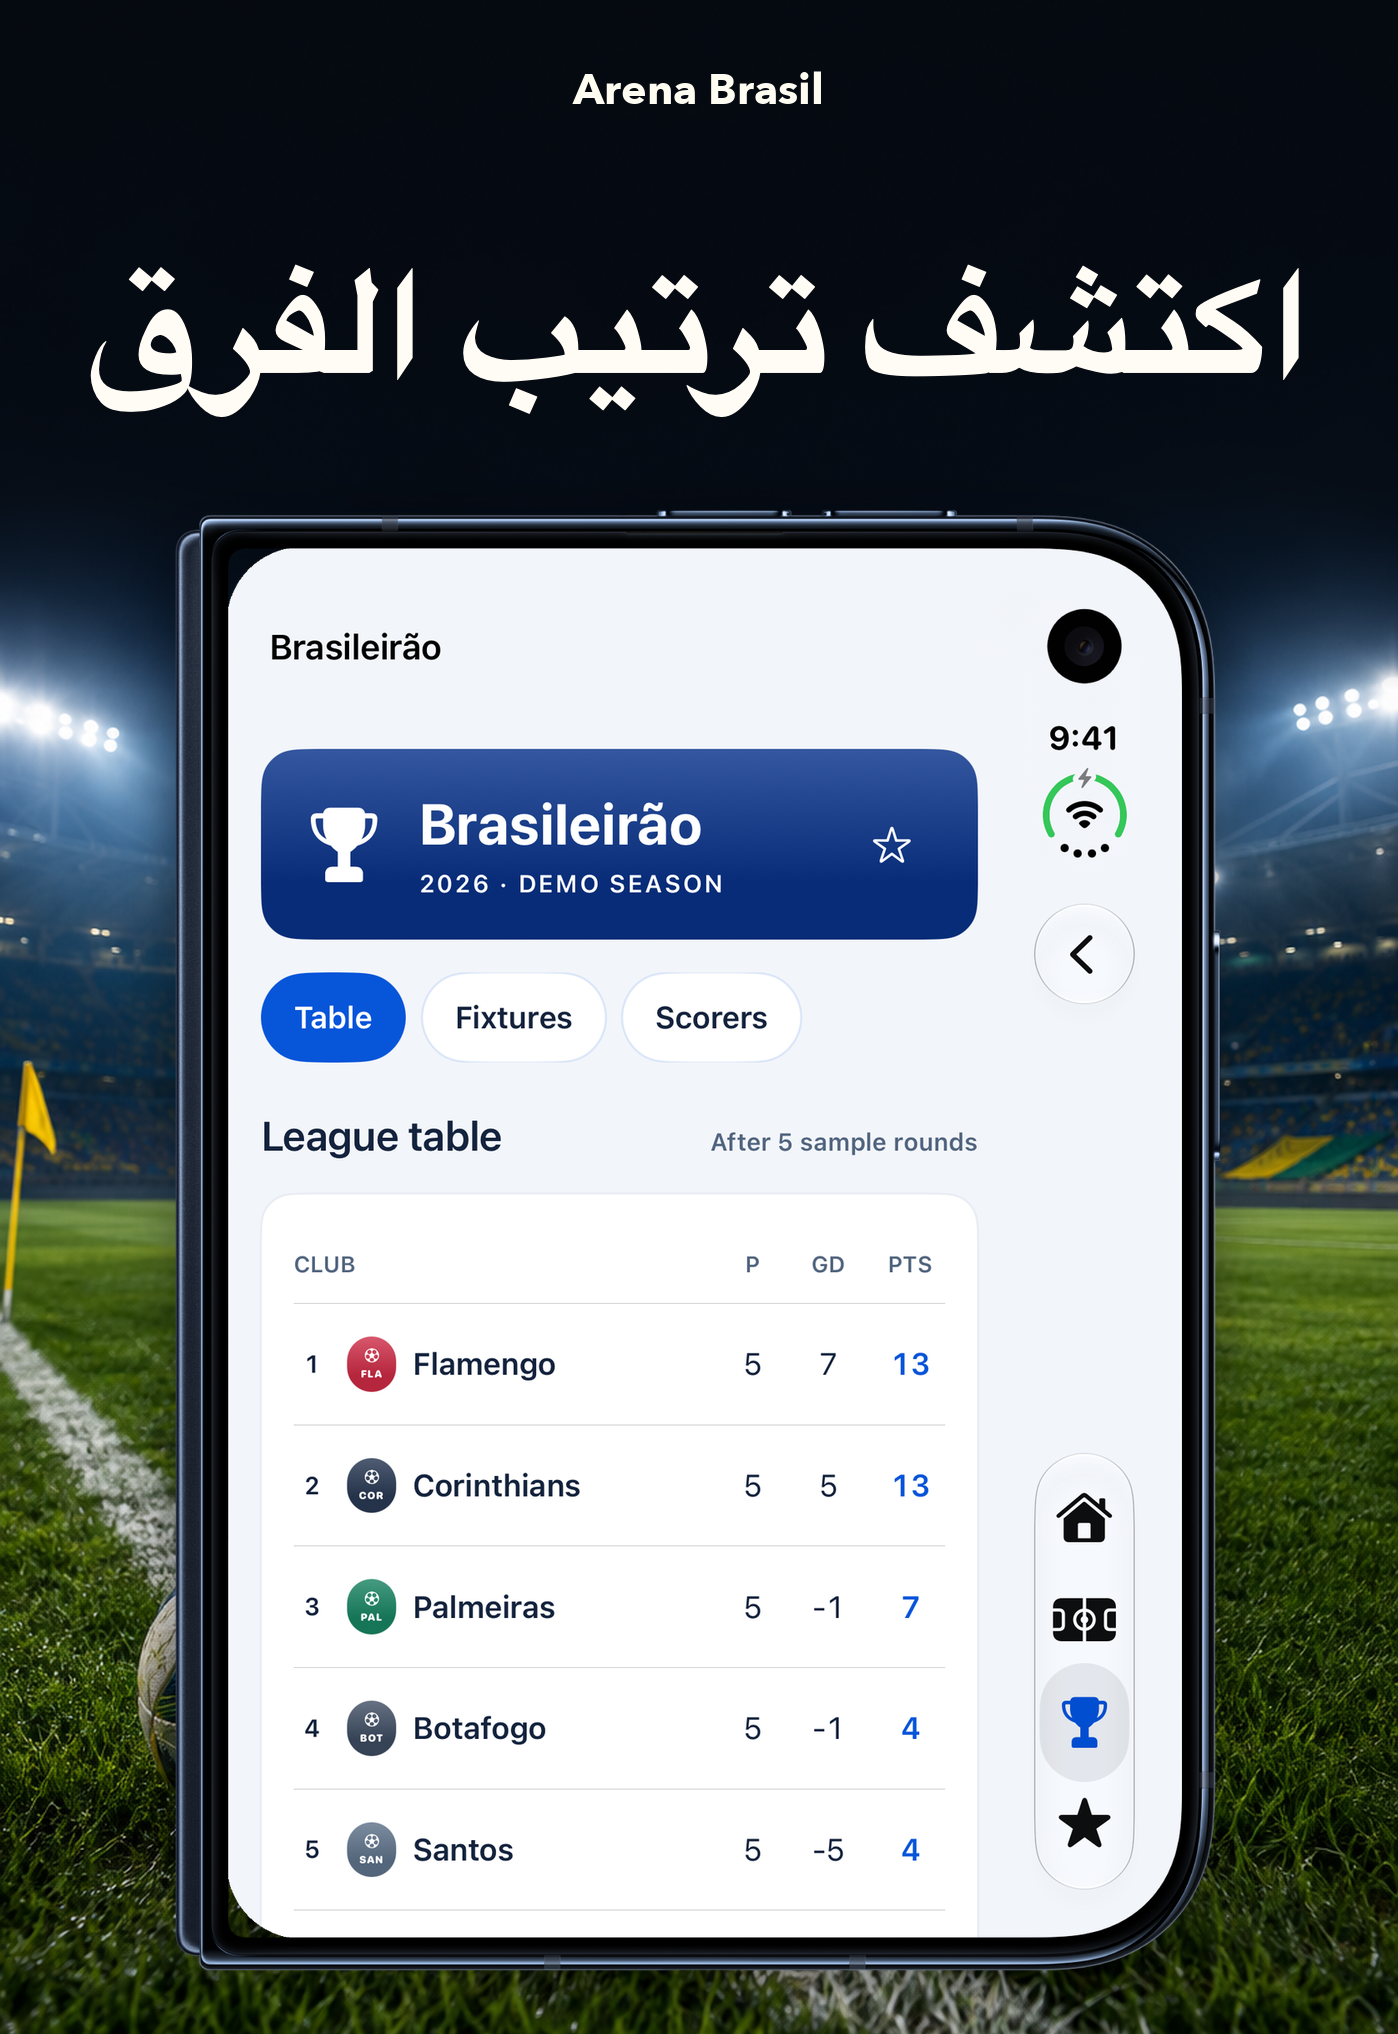 Arena Brasil
اكتشف ترتيب الفرق
Brasileirão
9:41
Brasileirão
2026 · DEMO SEASON
Table Fixtures Scorers
League table After 5 sample rounds
CLUB P GD PTS
1 FLA Flamengo 5 7 13
2 COR Corinthians 5 5 13
3 PAL Palmeiras 5 -1 7
4 BOT Botafogo 5 -1 4
5 SAN Santos 5 -5 4